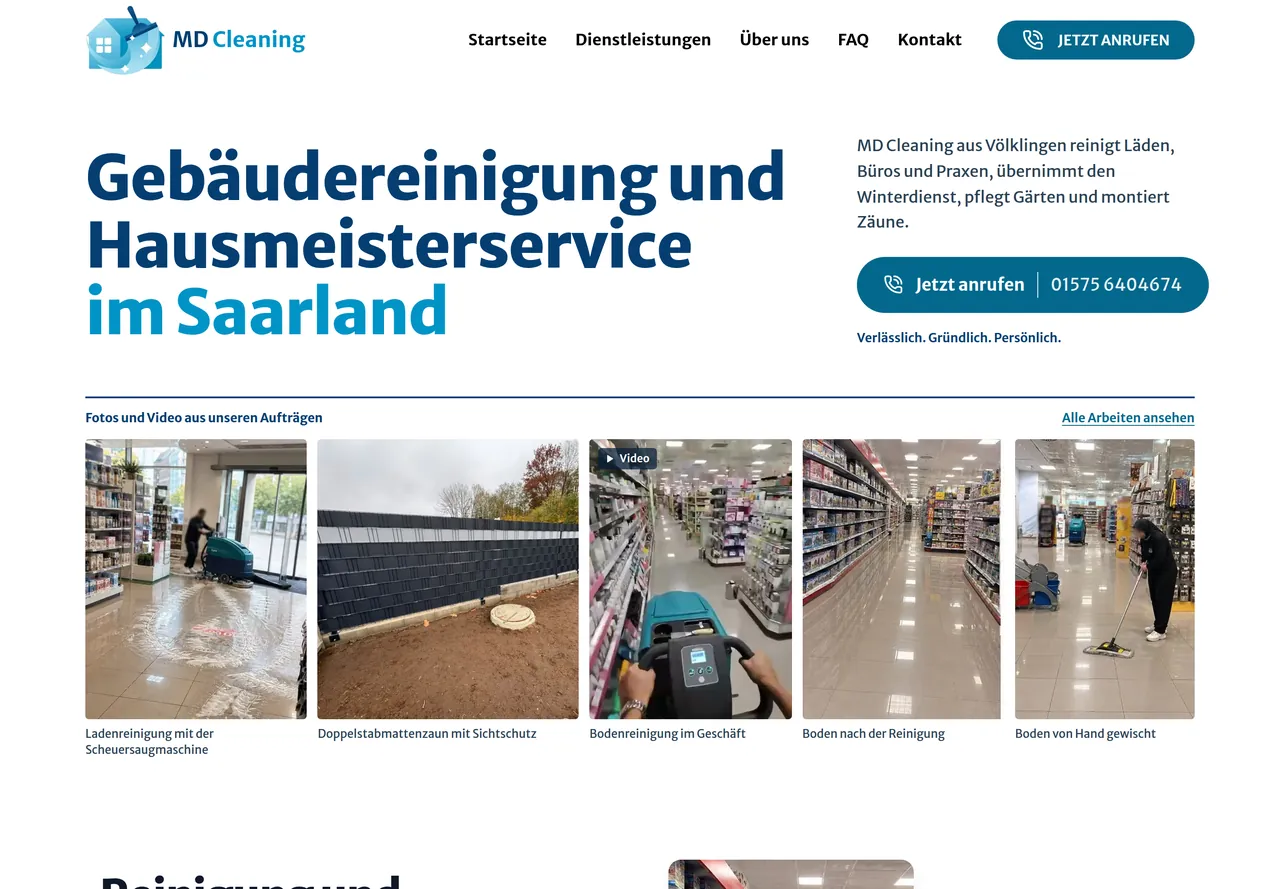 MD Cleaning
Startseite
Dienstleistungen
Über uns
FAQ
Kontakt
JETZT ANRUFEN
Gebäudereinigung und
Hausmeisterservice
im Saarland
MD Cleaning aus Völklingen reinigt Läden,
Büros und Praxen, übernimmt den
Winterdienst, pflegt Gärten und montiert
Zäune.
Jetzt anrufen | 01575 6404674
Verlässlich. Gründlich. Persönlich.
Fotos und Video aus unseren Aufträgen
Alle Arbeiten ansehen
Video
Ladenreinigung mit der
Scheuersaugmaschine
Doppelstabmattenzaun mit Sichtschutz
Bodenreinigung im Geschäft
Boden nach der Reinigung
Boden von Hand gewischt
Reinigung und